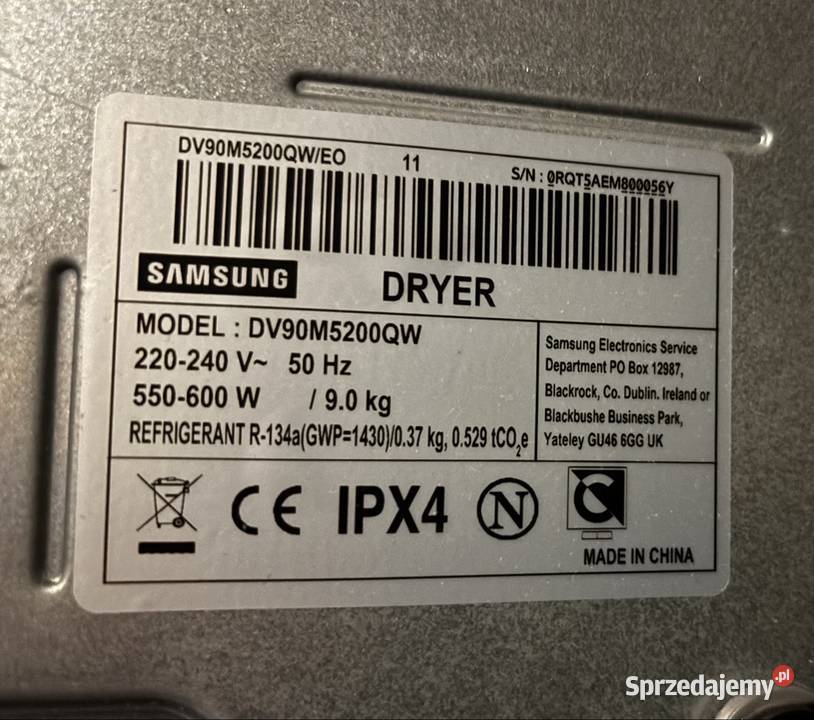 DV90M5200QW/EO 11 S/N : 0RQT5AEM800056Y
SAMSUNG DRYER
MODEL : DV90M5200QW
220-240 V~ 50 Hz
550-600 W / 9.0 kg
REFRIGERANT R-134a(GWP=1430)/0.37 kg, 0.529 tCO₂e
Samsung Electronics Service
Department PO Box 12987,
Blackrock, Co. Dublin. Ireland or
Blackbushe Business Park,
Yateley GU46 6GG UK
CE IPX4 N
MADE IN CHINA
Sprzedajemy.pl